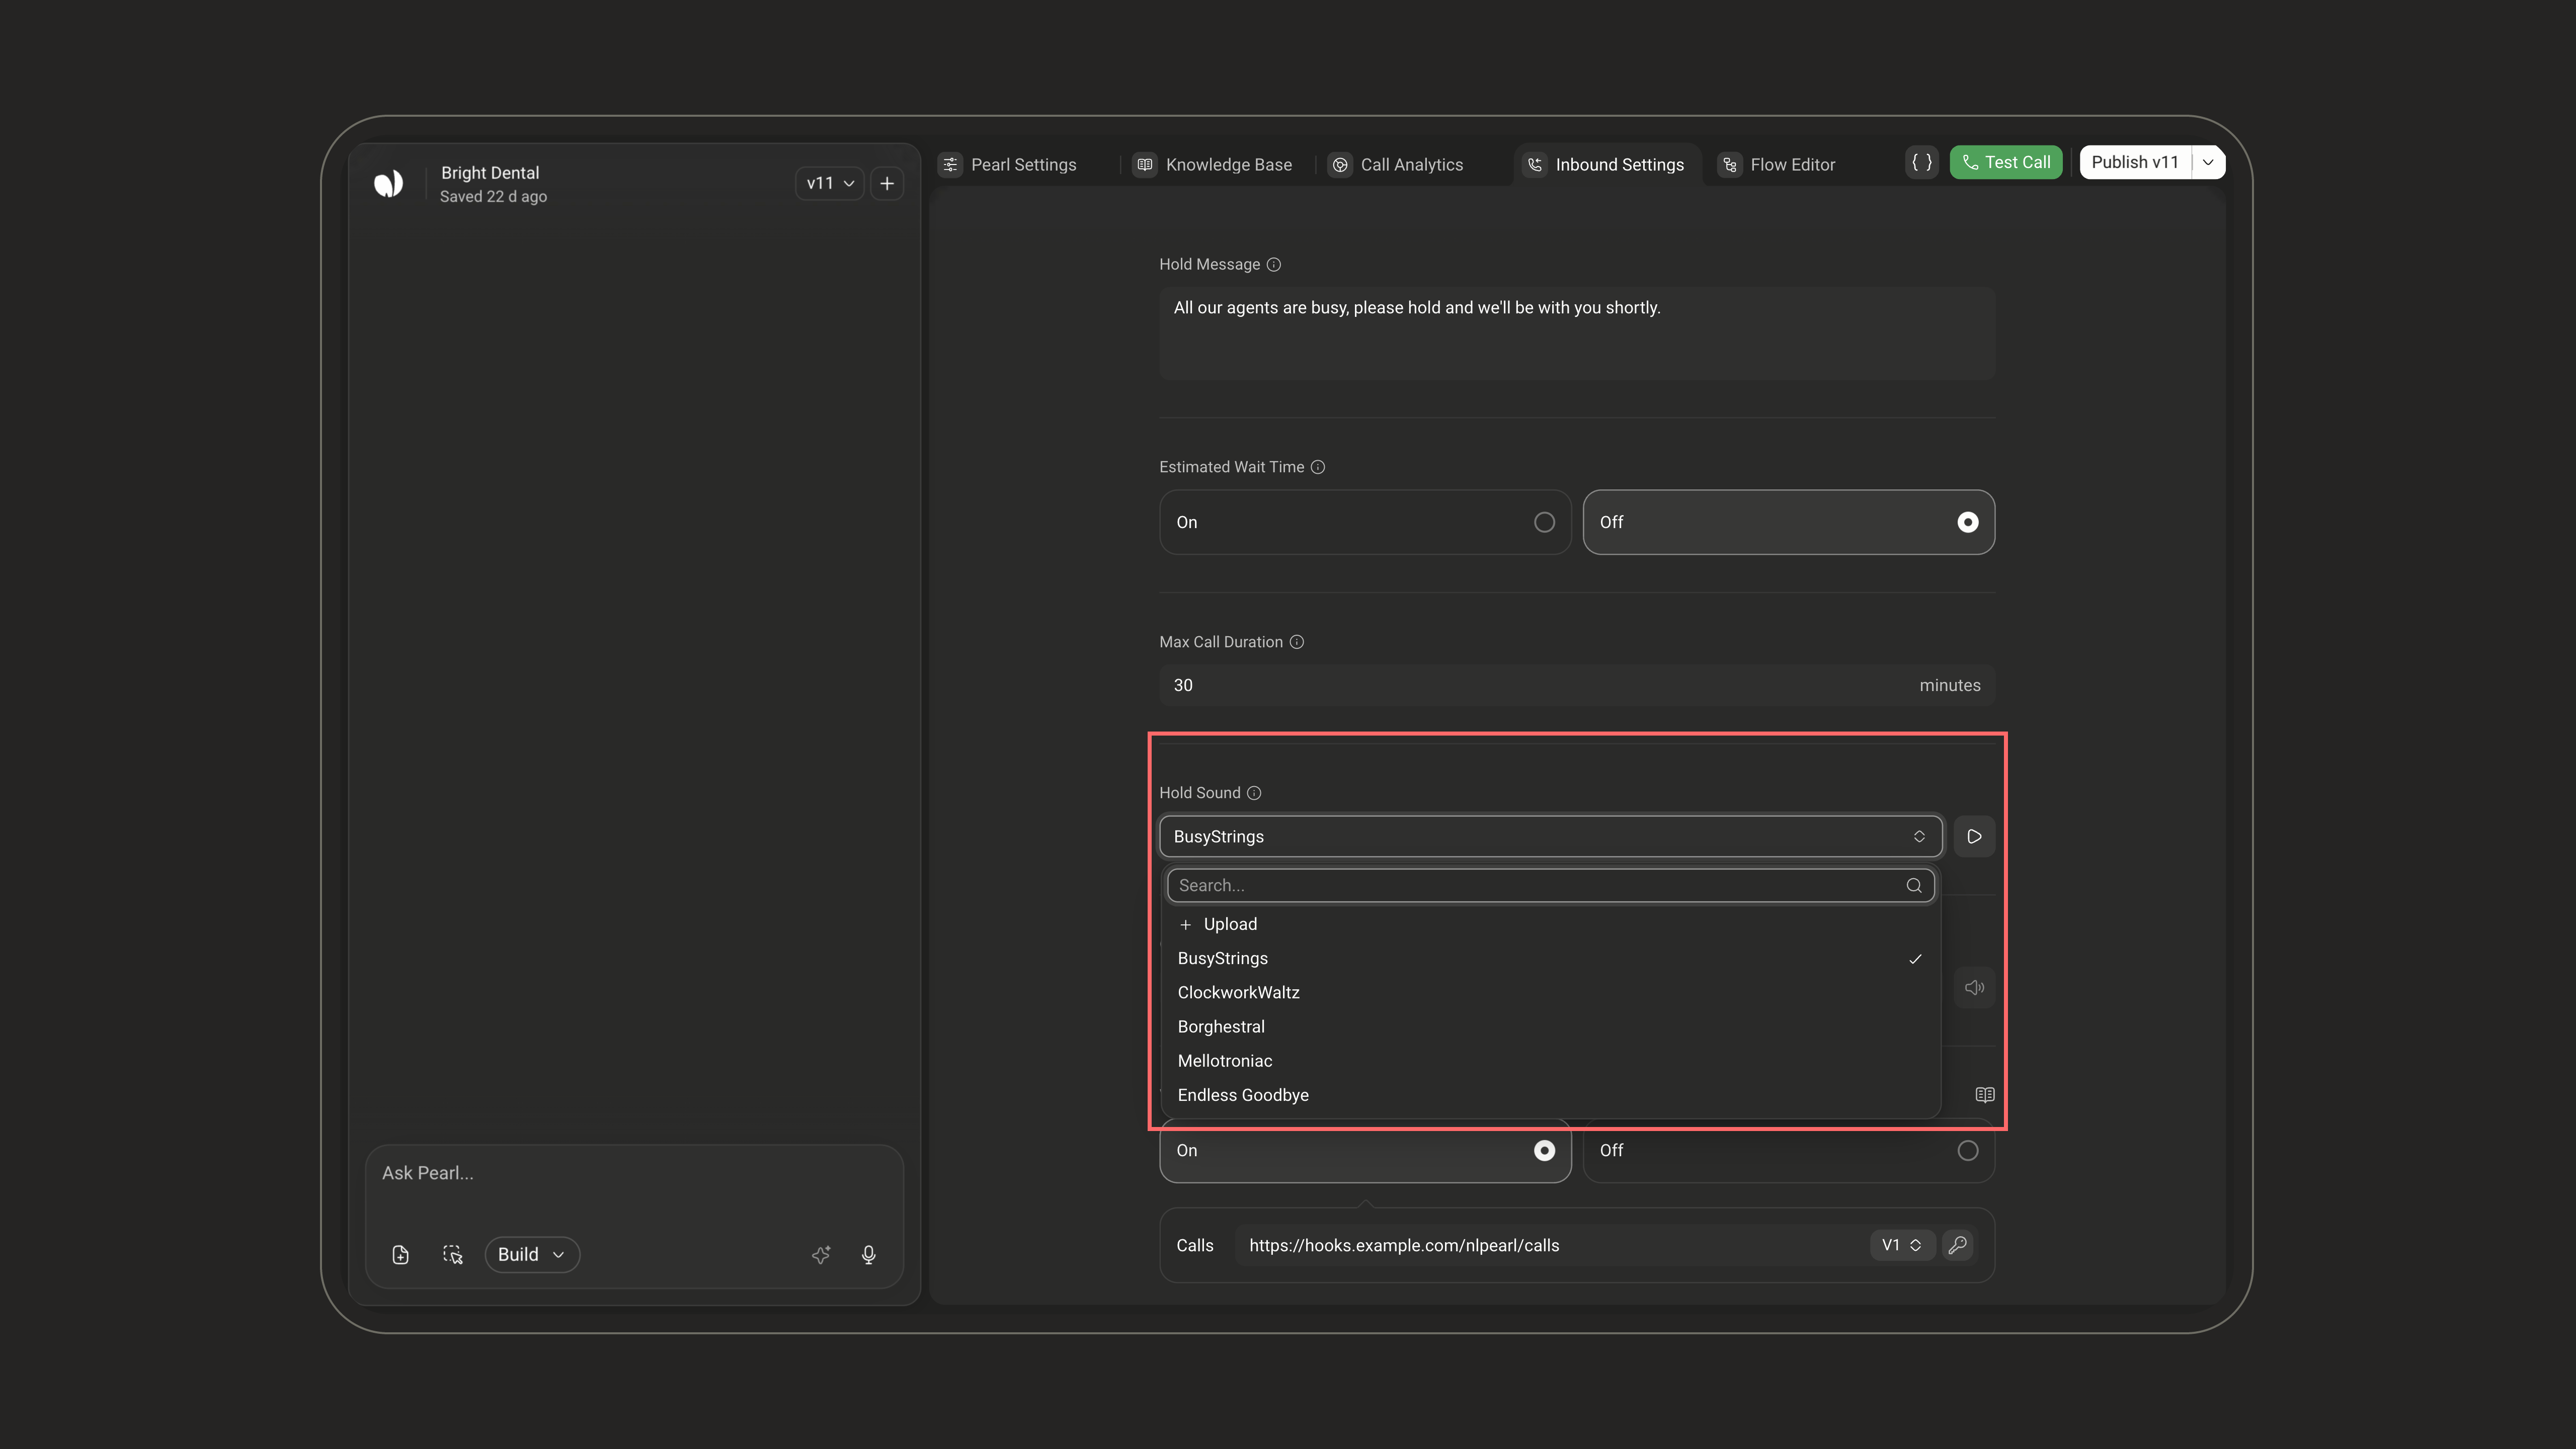 Bright Dental
Saved 22 d ago
v11
Pearl Settings
Knowledge Base
Call Analytics
Inbound Settings
Flow Editor
{ }
Test Call
Publish v11
Hold Message
All our agents are busy, please hold and we'll be with you shortly.
Estimated Wait Time
On
Off
Max Call Duration
30
minutes
Hold Sound
BusyStrings
Search...
+ Upload
BusyStrings
ClockworkWaltz
Borghestral
Mellotroniac
Endless Goodbye
On
Off
Calls
https://hooks.example.com/nlpearl/calls
V1
Ask Pearl...
Build